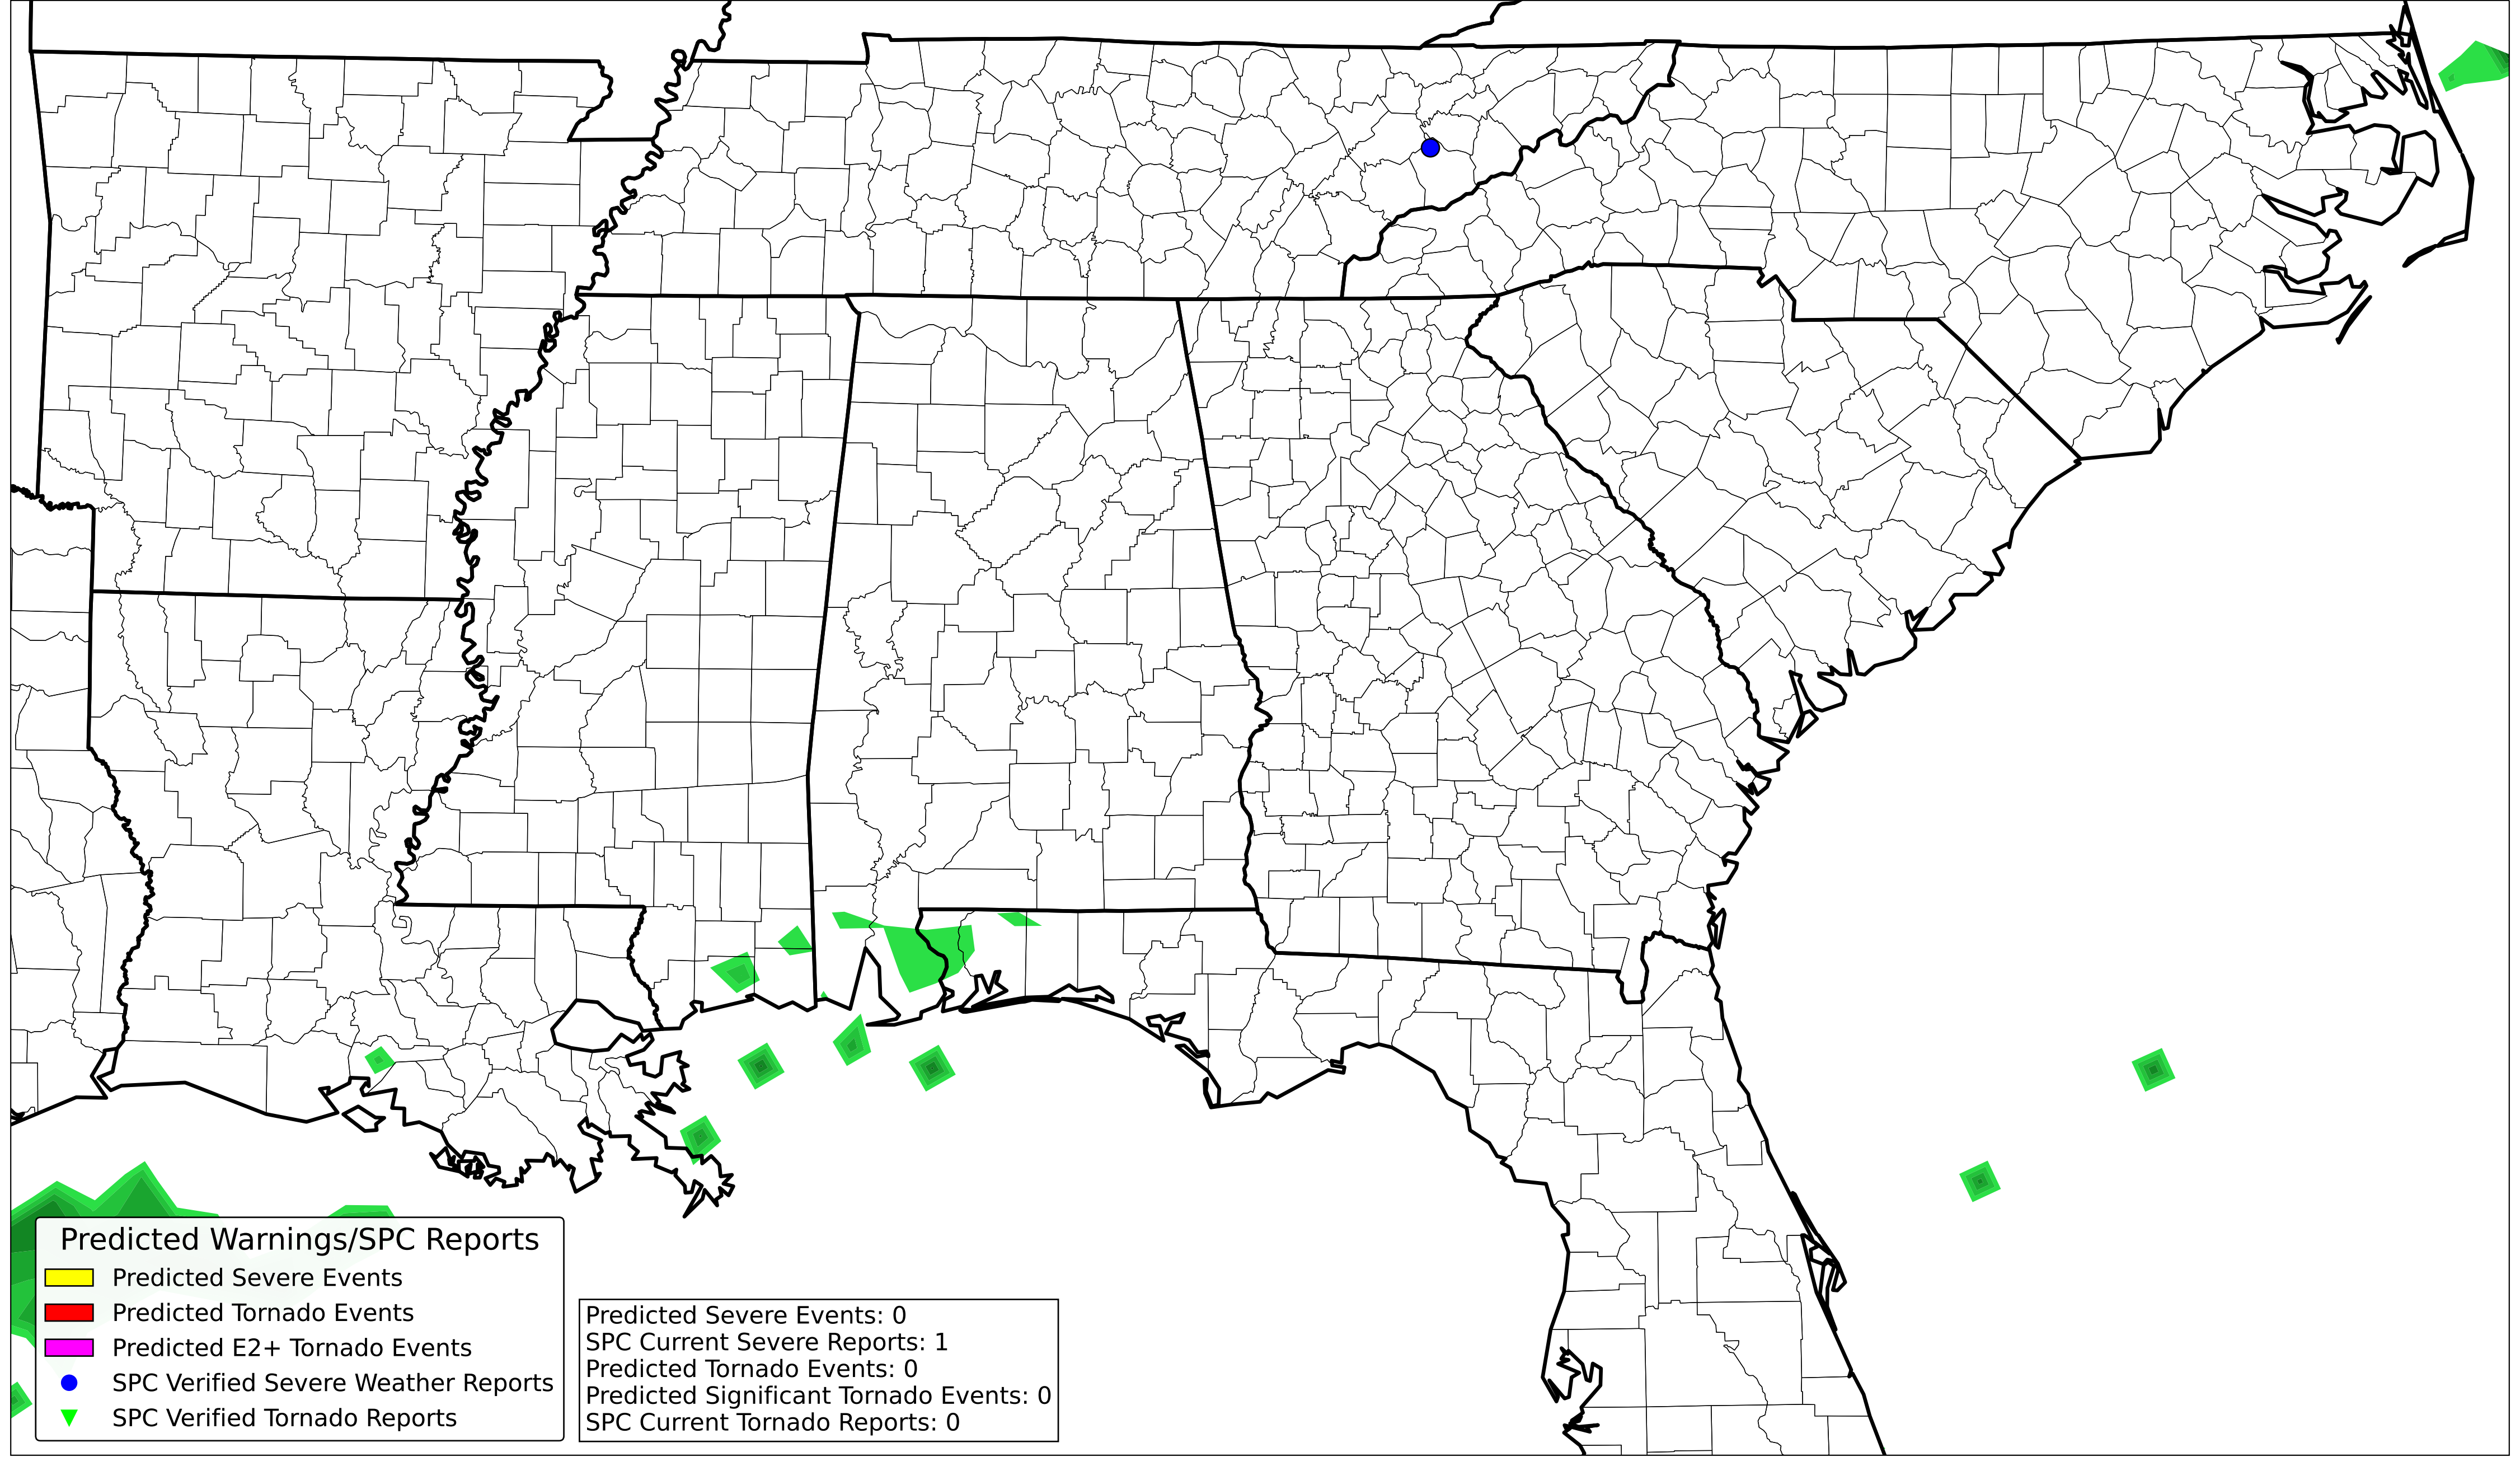 Predicted Warnings/SPC Reports
Predicted Severe Events
Predicted Tornado Events
Predicted E2+ Tornado Events
SPC Verified Severe Weather Reports
SPC Verified Tornado Reports
Predicted Severe Events: 0
SPC Current Severe Reports: 1
Predicted Tornado Events: 0
Predicted Significant Tornado Events: 0
SPC Current Tornado Reports: 0